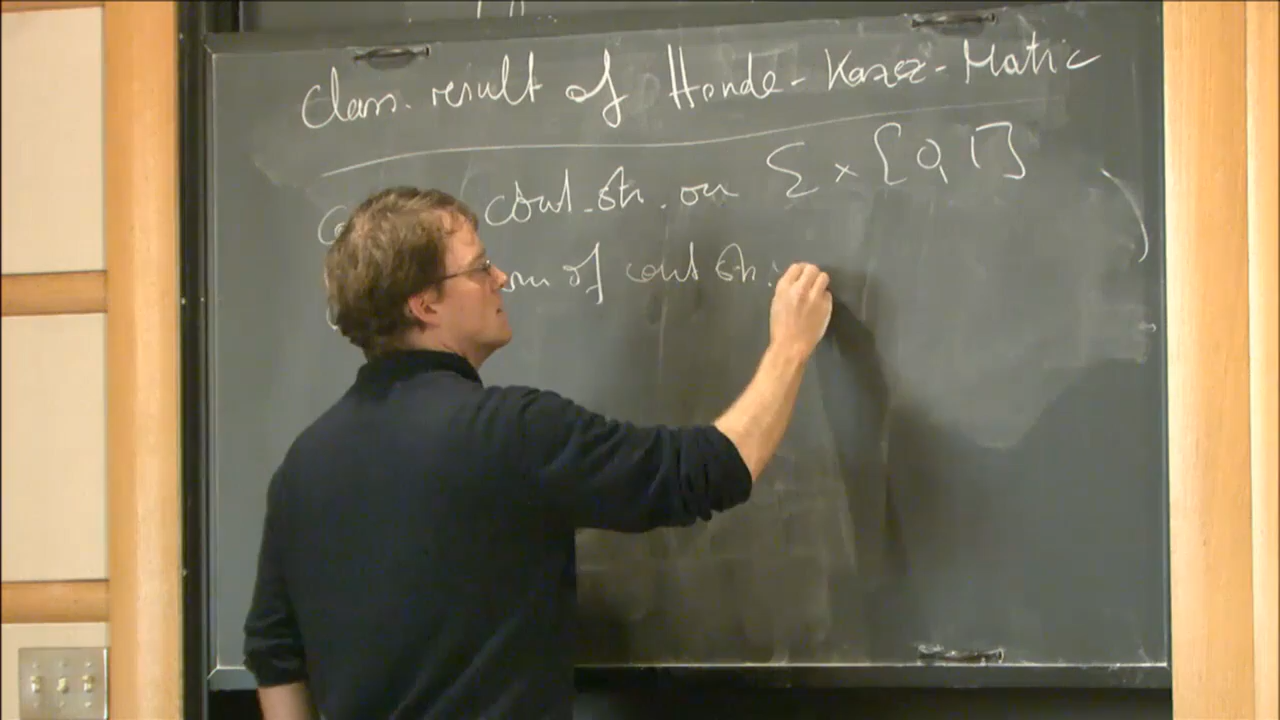 Class. result of Honda-Kazez-Matic
cont. str. on Σ × [0, 1]
of cont str.